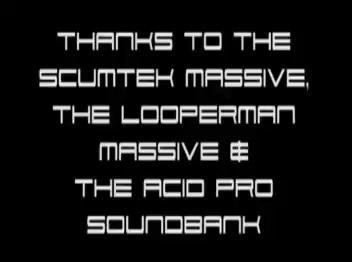 THANKS TO THE
SCUMTEK MASSIVE,
THE LOOPERMAN
MASSIVE &
THE ACID PRO
SOUNDBANK